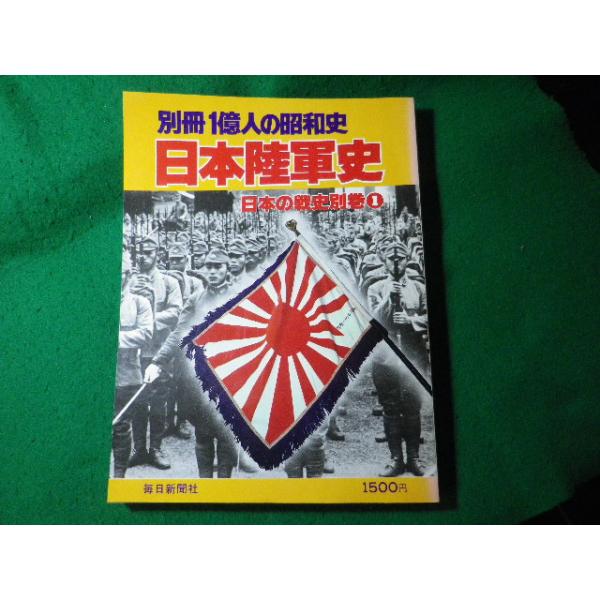 別冊1億人の昭和史
日本陸軍史
日本の戦史別巻1
毎日新聞社
1500円